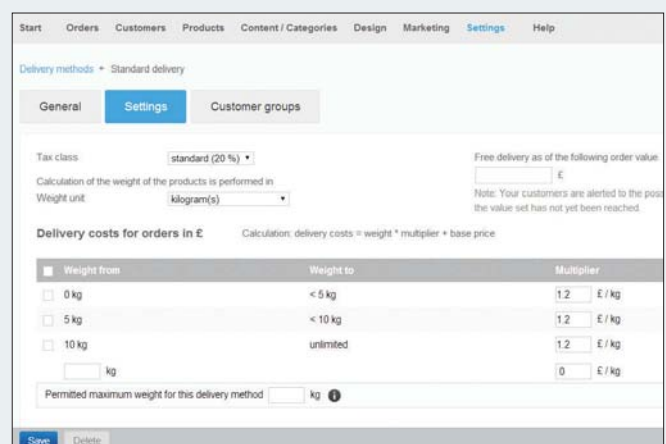 Start Orders Customers Products Content / Categories Design Marketing Settings Help
Delivery methods Standard delivery
General Settings Customer groups
Tax class standard (20 %) Free delivery as of the following order value:
£
Calculation of the weight of the products is performed in
Note: Your customers are alerted to the
Weight unit kilogram(s) the value set has not yet been reached.
Delivery costs for orders in £ Calculation: delivery costs = weight * multiplier + base price
Weight from Weight to Multiplier
0 kg < 5 kg 1.2 £ / kg
5 kg < 10 kg 1.2 £ / kg
10 kg unlimited 1.2 £ / kg
kg 0 £ / kg
Permitted maximum weight for this delivery method kg i
Save Delete